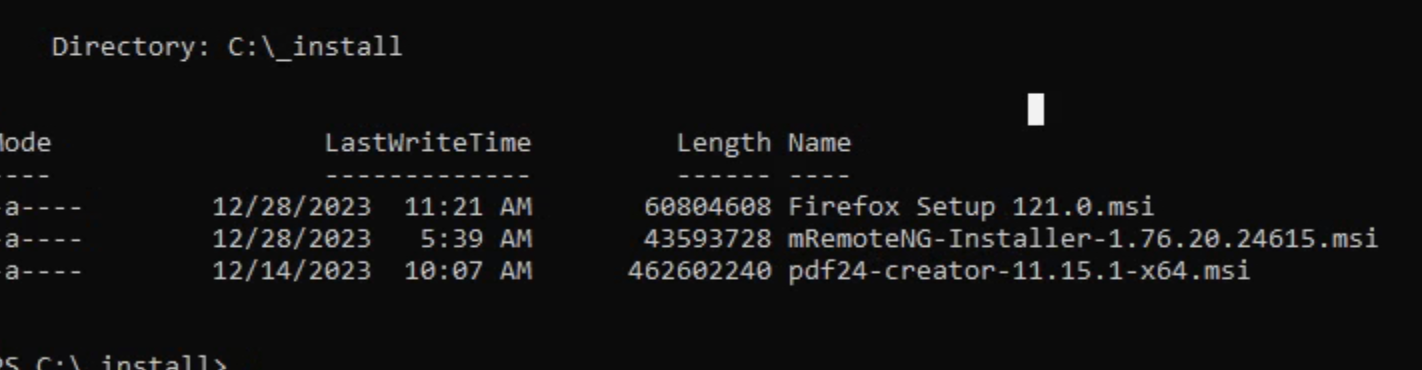 Directory: C:\_install
Mode LastWriteTime Length Name
---- ------------- ------ ----
-a---- 12/28/2023 11:21 AM 60804608 Firefox Setup 121.0.msi
-a---- 12/28/2023 5:39 AM 43593728 mRemoteNG-Installer-1.76.20.24615.msi
-a---- 12/14/2023 10:07 AM 462602240 pdf24-creator-11.15.1-x64.msi
PS C:\_install>